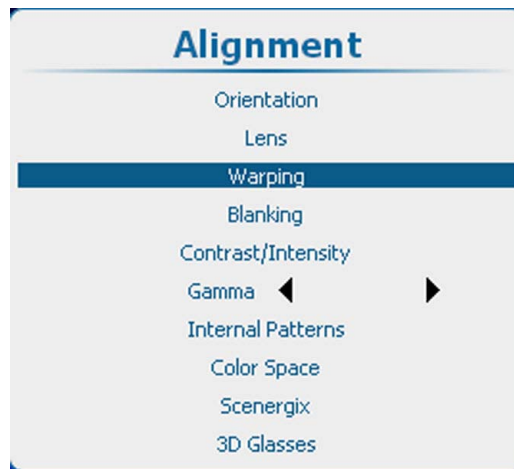 Alignment
Orientation
Lens
Warping
Blanking
Contrast/Intensity
Gamma
Internal Patterns
Color Space
Scenergix
3D Glasses